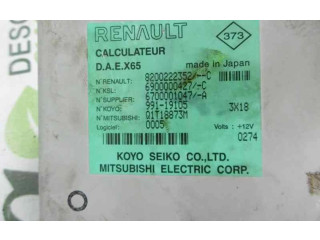 RENAULT
373
CALCULATEUR
D.A.E.X65
made in Japan
N°RENAULT: 8200222352/--C
N°KSL: 6900000427/-C
N°SUPPLIER: 6700001047/-A
N°KOYO: 991-19105 3X18
N°MITSUBISHI: Q1T18873M
Logiciel: 0005 Volts : +12V
0274
KOYO SEIKO CO.,LTD.
MITSUBISHI ELECTRIC CORP.